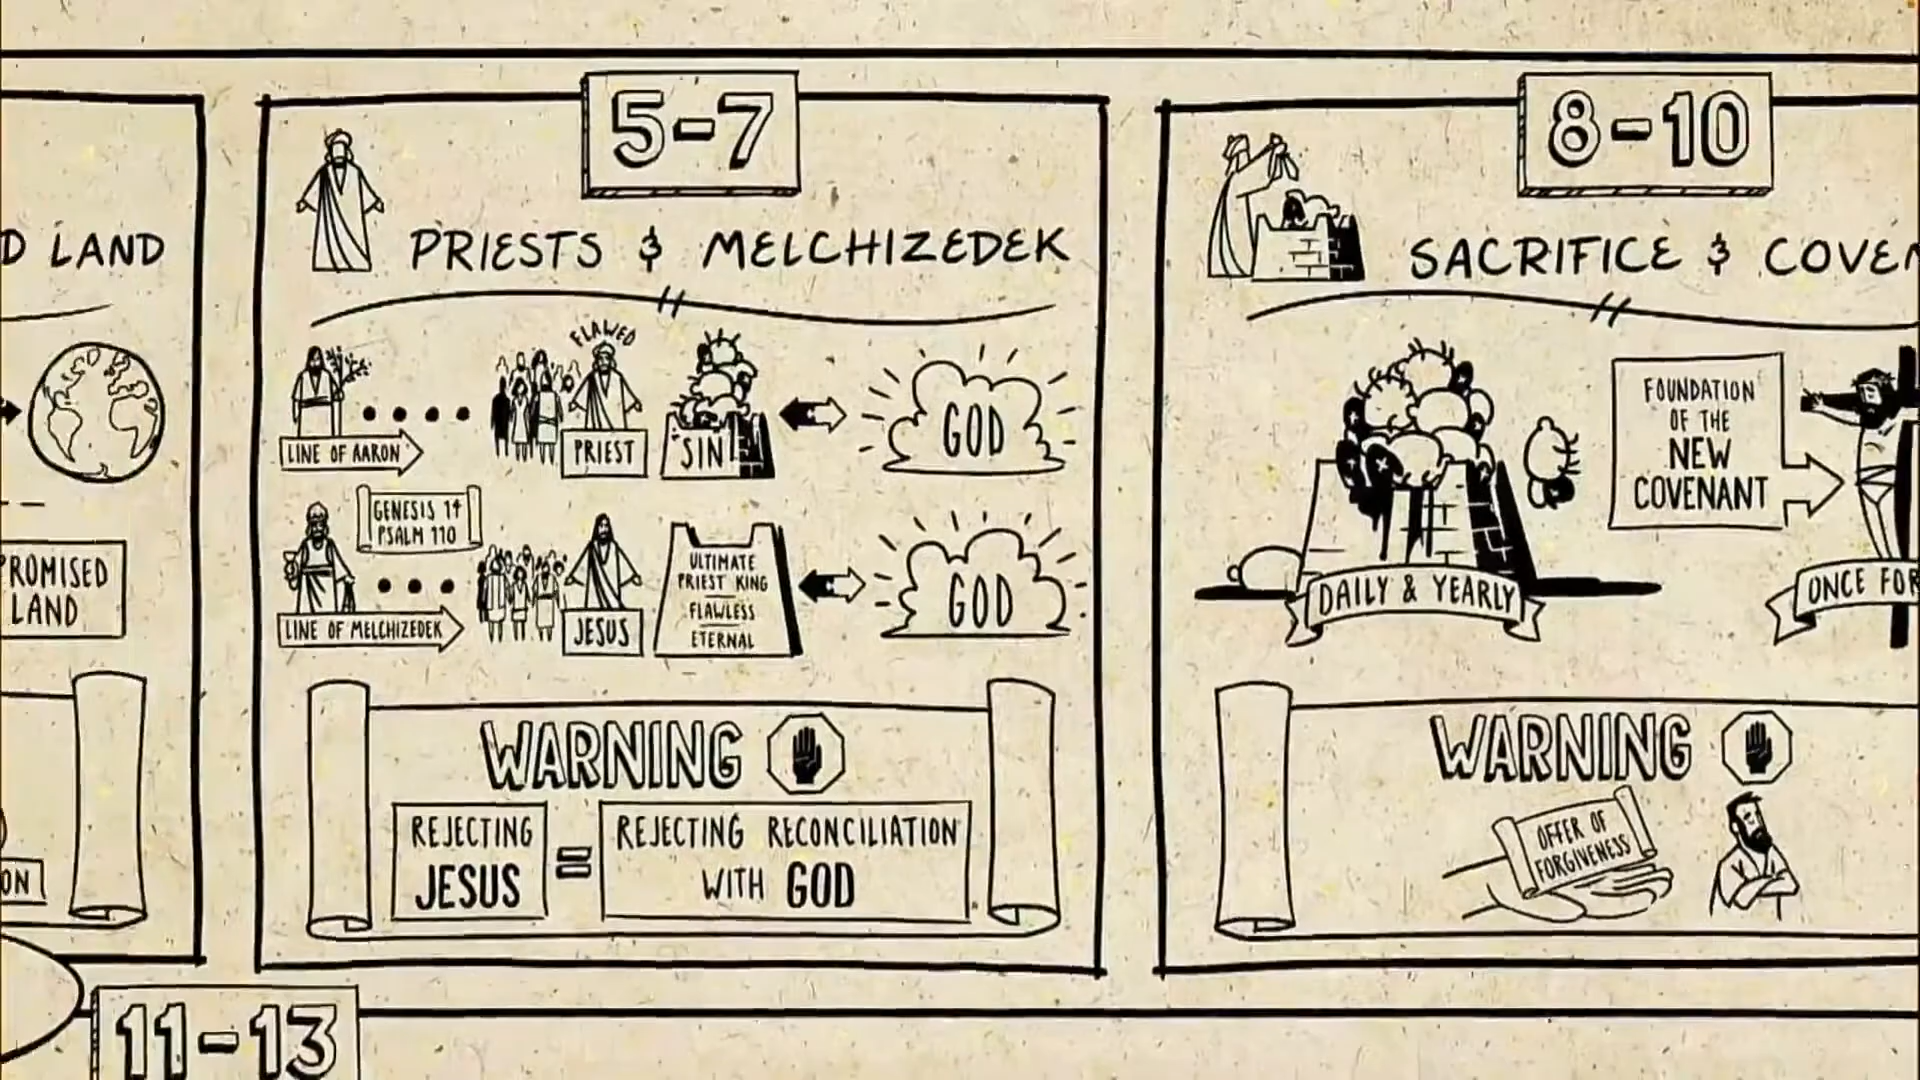 D LAND
ROMISED
LAND
ON
5-7
PRIESTS & MELCHIZEDEK
FLAWED
LINE OF AARON
PRIEST
SIN
GOD
GENESIS 14
PSALM 110
LINE OF MELCHIZEDEK
JESUS
ULTIMATE
PRIEST KING
FLAWLESS
ETERNAL
GOD
WARNING
REJECTING
JESUS
=
REJECTING RECONCILIATION
WITH GOD
8-10
SACRIFICE & COVEN
FOUNDATION
OF THE
NEW
COVENANT
DAILY & YEARLY
ONCE FOR
WARNING
OFFER OF
FORGIVENESS
11-13